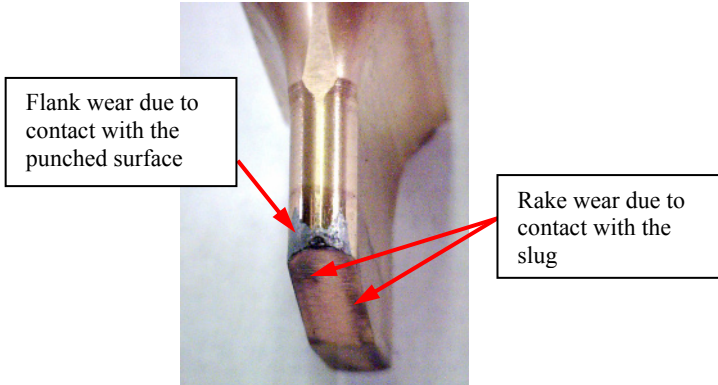 Flank wear due to
contact with the
punched surface
Rake wear due to
contact with the
slug